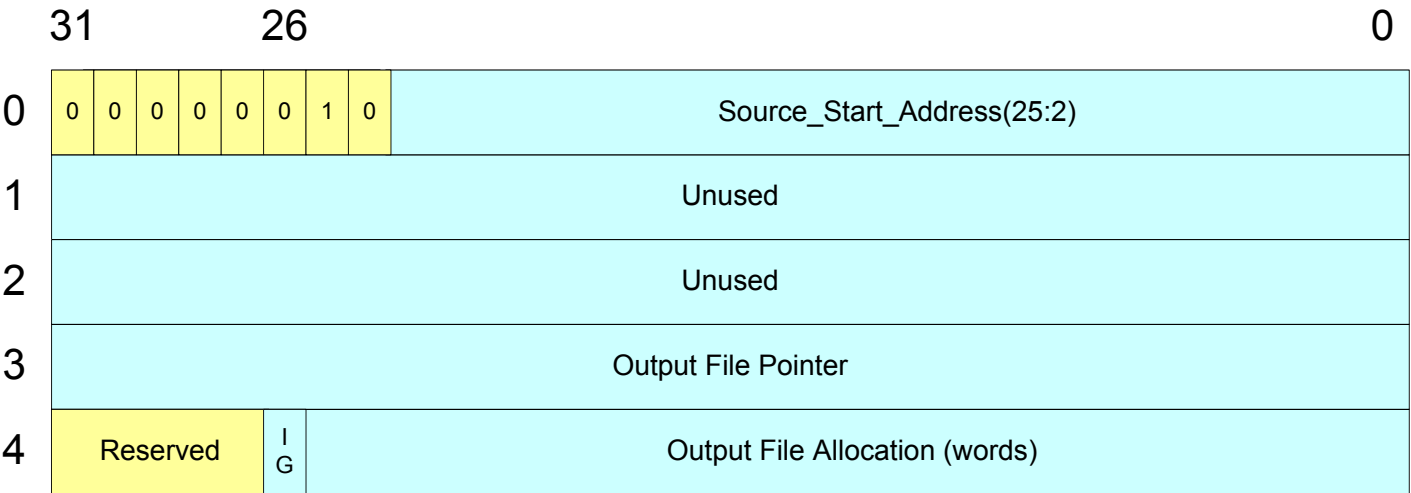 31 26 0
0 0 0 0 0 0 0 1 0 Source_Start_Address(25:2)
1 Unused
2 Unused
3 Output File Pointer
4 Reserved I G Output File Allocation (words)